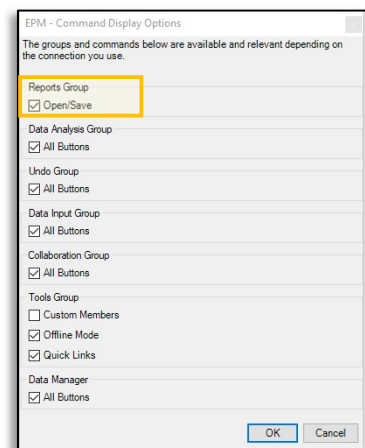 EPM - Command Display Options
The groups and commands below are available and relevant depending on
the connection you use.
Reports Group
Open/Save
Data Analysis Group
All Buttons
Undo Group
All Buttons
Data Input Group
All Buttons
Collaboration Group
All Buttons
Tools Group
Custom Members
Offline Mode
Quick Links
Data Manager
All Buttons
OK Cancel